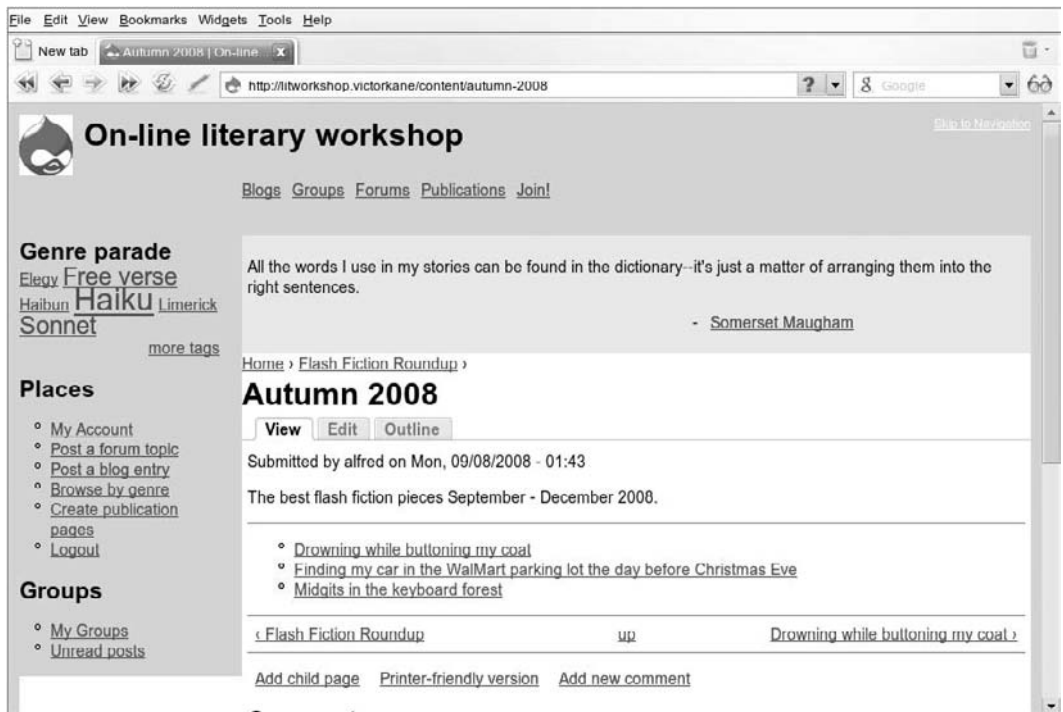 File Edit View Bookmarks Widgets Tools Help
New tab Autumn 2008 | On-line... x
http://litworkshop.victorkane/content/autumn-2008 ? Google
On-line literary workshop
Skip to Navigation
Blogs Groups Forums Publications Join!
Genre parade
Elegy Free verse
Haibun Haiku Limerick
Sonnet
more tags
Places
My Account
Post a forum topic
Post a blog entry
Browse by genre
Create publication
pages
Logout
Groups
My Groups
Unread posts
All the words I use in my stories can be found in the dictionary--it's just a matter of arranging them into the
right sentences.
- Somerset Maugham
Home › Flash Fiction Roundup ›
Autumn 2008
View Edit Outline
Submitted by alfred on Mon, 09/08/2008 - 01:43
The best flash fiction pieces September - December 2008.
Drowning while buttoning my coat
Finding my car in the WalMart parking lot the day before Christmas Eve
Midgits in the keyboard forest
‹ Flash Fiction Roundup up Drowning while buttoning my coat ›
Add child page Printer-friendly version Add new comment